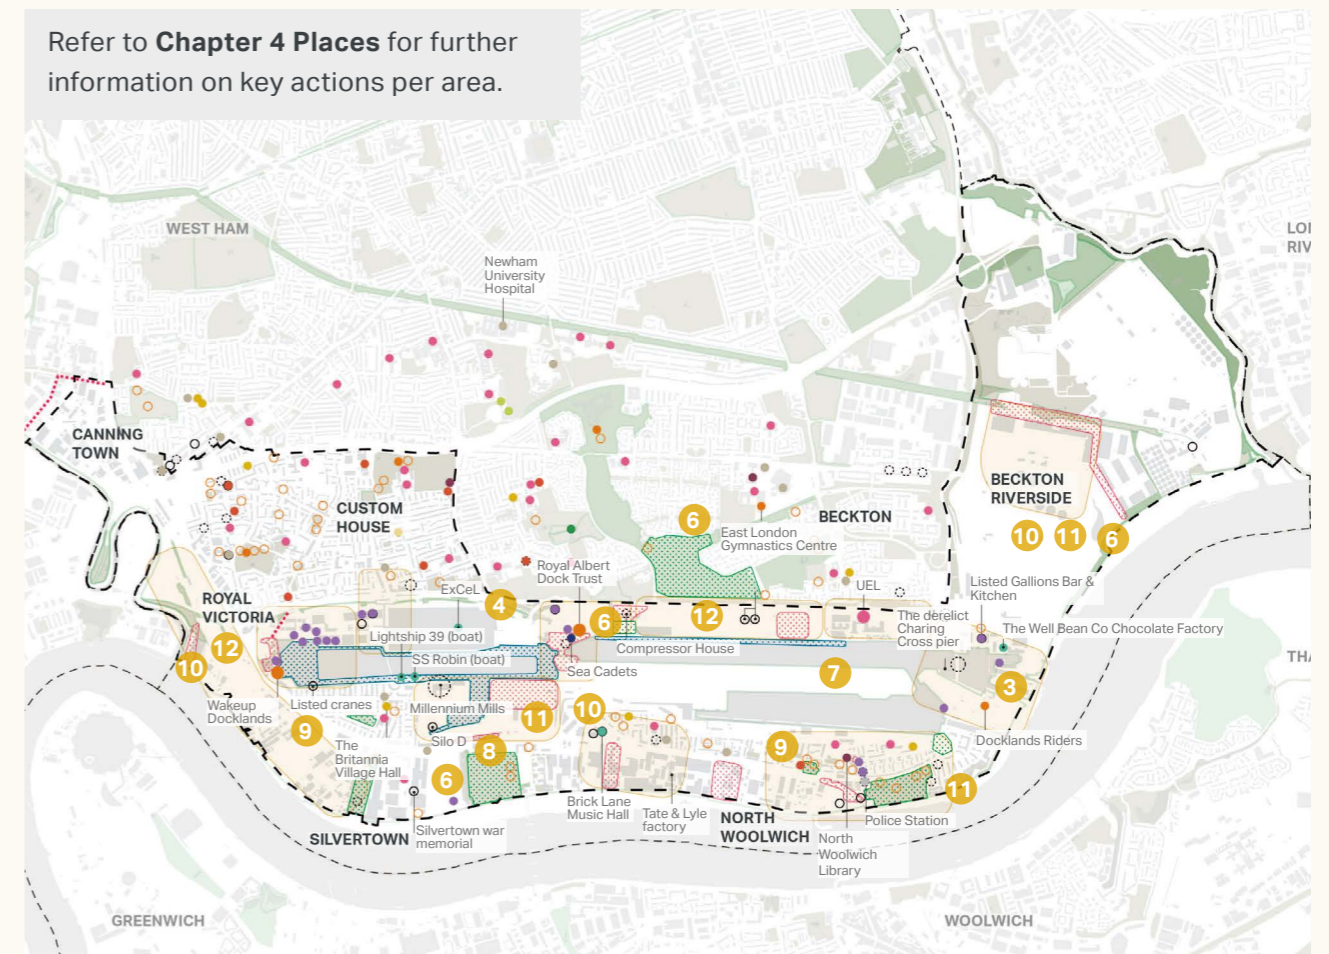 Refer to Chapter 4 Places for further
information on key actions per area.
WEST HAM
Newham
University
Hospital
CANNING
TOWN
CUSTOM
HOUSE
BECKTON
RIVERSIDE
10
11
6
6
BECKTON
East London
Gymnastics Centre
Royal Albert
Dock Trust
ExCeL
4
UEL
Listed Gallions Bar &
Kitchen
ROYAL
VICTORIA
6
12
The derelict
Charing
Cross pier
The Well Bean Co Chocolate Factory
Lightship 39 (boat)
12
Compressor House
SS Robin (boat)
10
Sea Cadets
7
3
Wakeup
Docklands
Listed cranes
Millennium Mills
11
10
9
Silo D
8
9
Docklands Riders
The
Britannia
Village Hall
6
11
Brick Lane
Music Hall
Tate & Lyle
factory
NORTH
WOOLWICH
Police Station
SILVERTOWN
Silvertown war
memorial
North
Woolwich
Library
GREENWICH
WOOLWICH